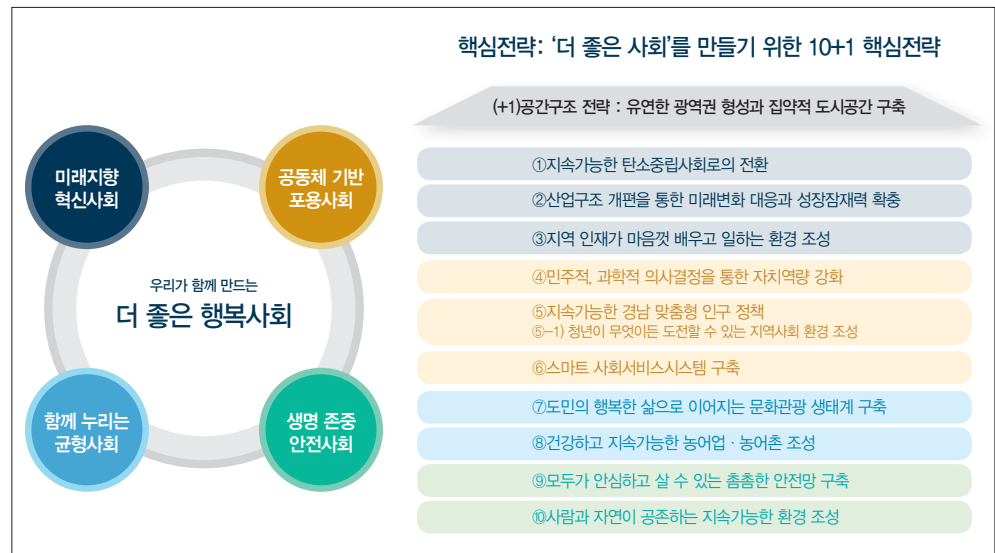 핵심전략: ‘더 좋은 사회’를 만들기 위한 10+1 핵심전략
(+1)공간구조 전략 : 유연한 광역권 형성과 집약적 도시공간 구축
미래지향
혁신사회
공동체 기반
포용사회
우리가 함께 만드는
더 좋은 행복사회
함께 누리는
균형사회
생명 존중
안전사회
①지속가능한 탄소중립사회로의 전환
②산업구조 개편을 통한 미래변화 대응과 성장잠재력 확충
③지역 인재가 마음껏 배우고 일하는 환경 조성
④민주적, 과학적 의사결정을 통한 자치역량 강화
⑤지속가능한 경남 맞춤형 인구 정책
⑤-1) 청년이 무엇이든 도전할 수 있는 지역사회 환경 조성
⑥스마트 사회서비스시스템 구축
⑦도민의 행복한 삶으로 이어지는 문화관광 생태계 구축
⑧건강하고 지속가능한 농어업 · 농어촌 조성
⑨모두가 안심하고 살 수 있는 촘촘한 안전망 구축
⑩사람과 자연이 공존하는 지속가능한 환경 조성